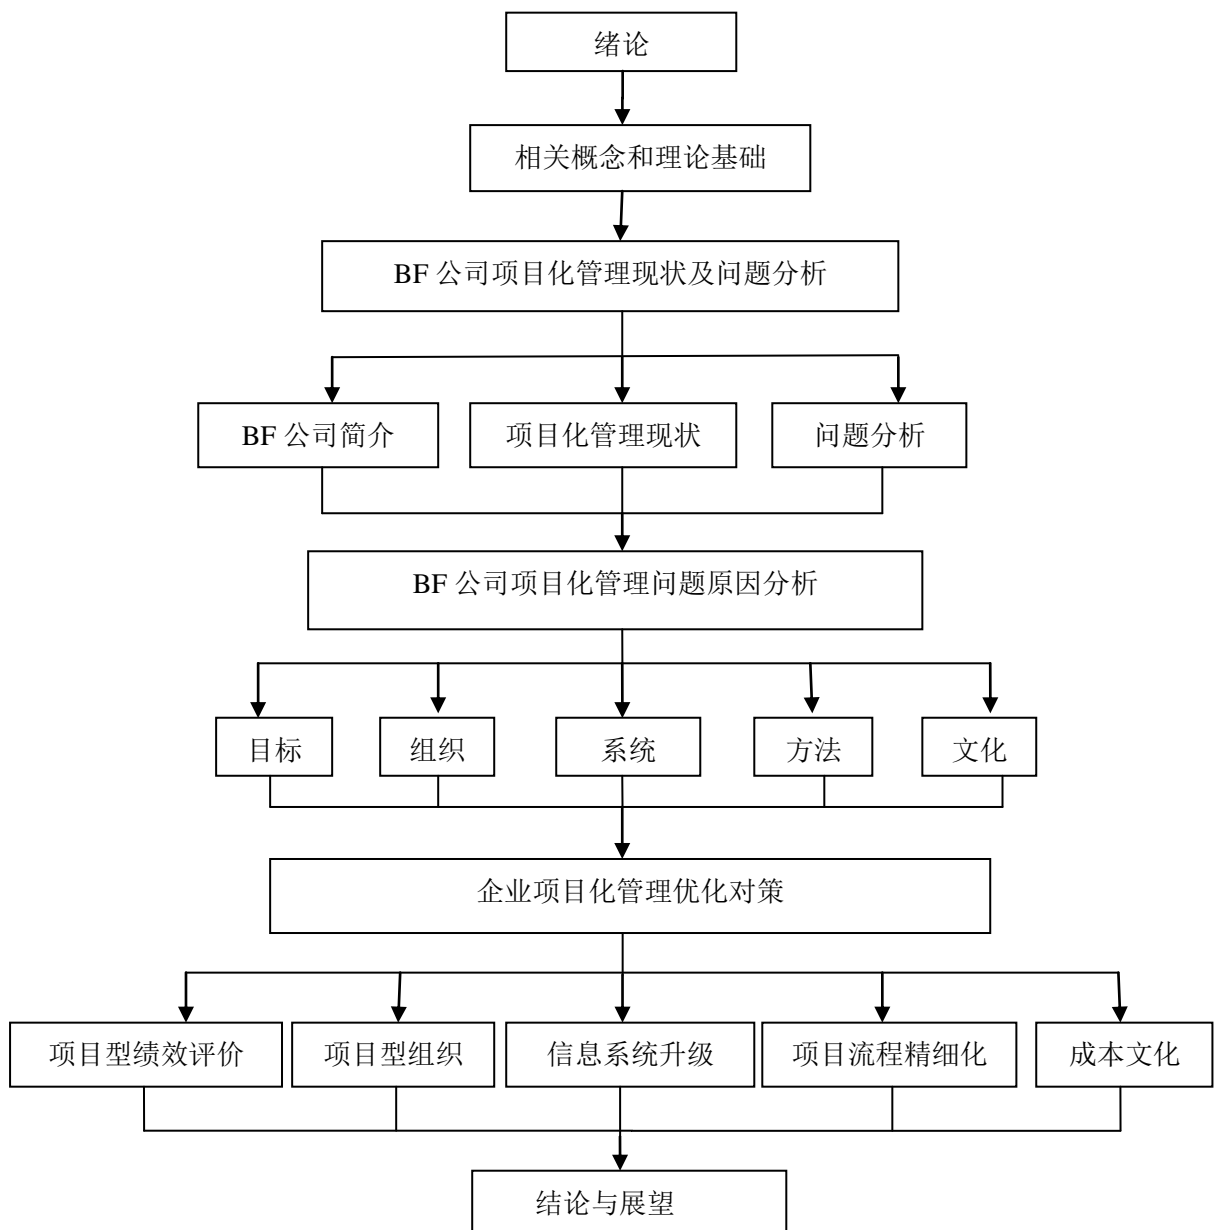 绪论
相关概念和理论基础
BF 公司项目化管理现状及问题分析
BF 公司简介
项目化管理现状
问题分析
BF 公司项目化管理问题原因分析
目标
组织
系统
方法
文化
企业项目化管理优化对策
项目型绩效评价
项目型组织
信息系统升级
项目流程精细化
成本文化
结论与展望